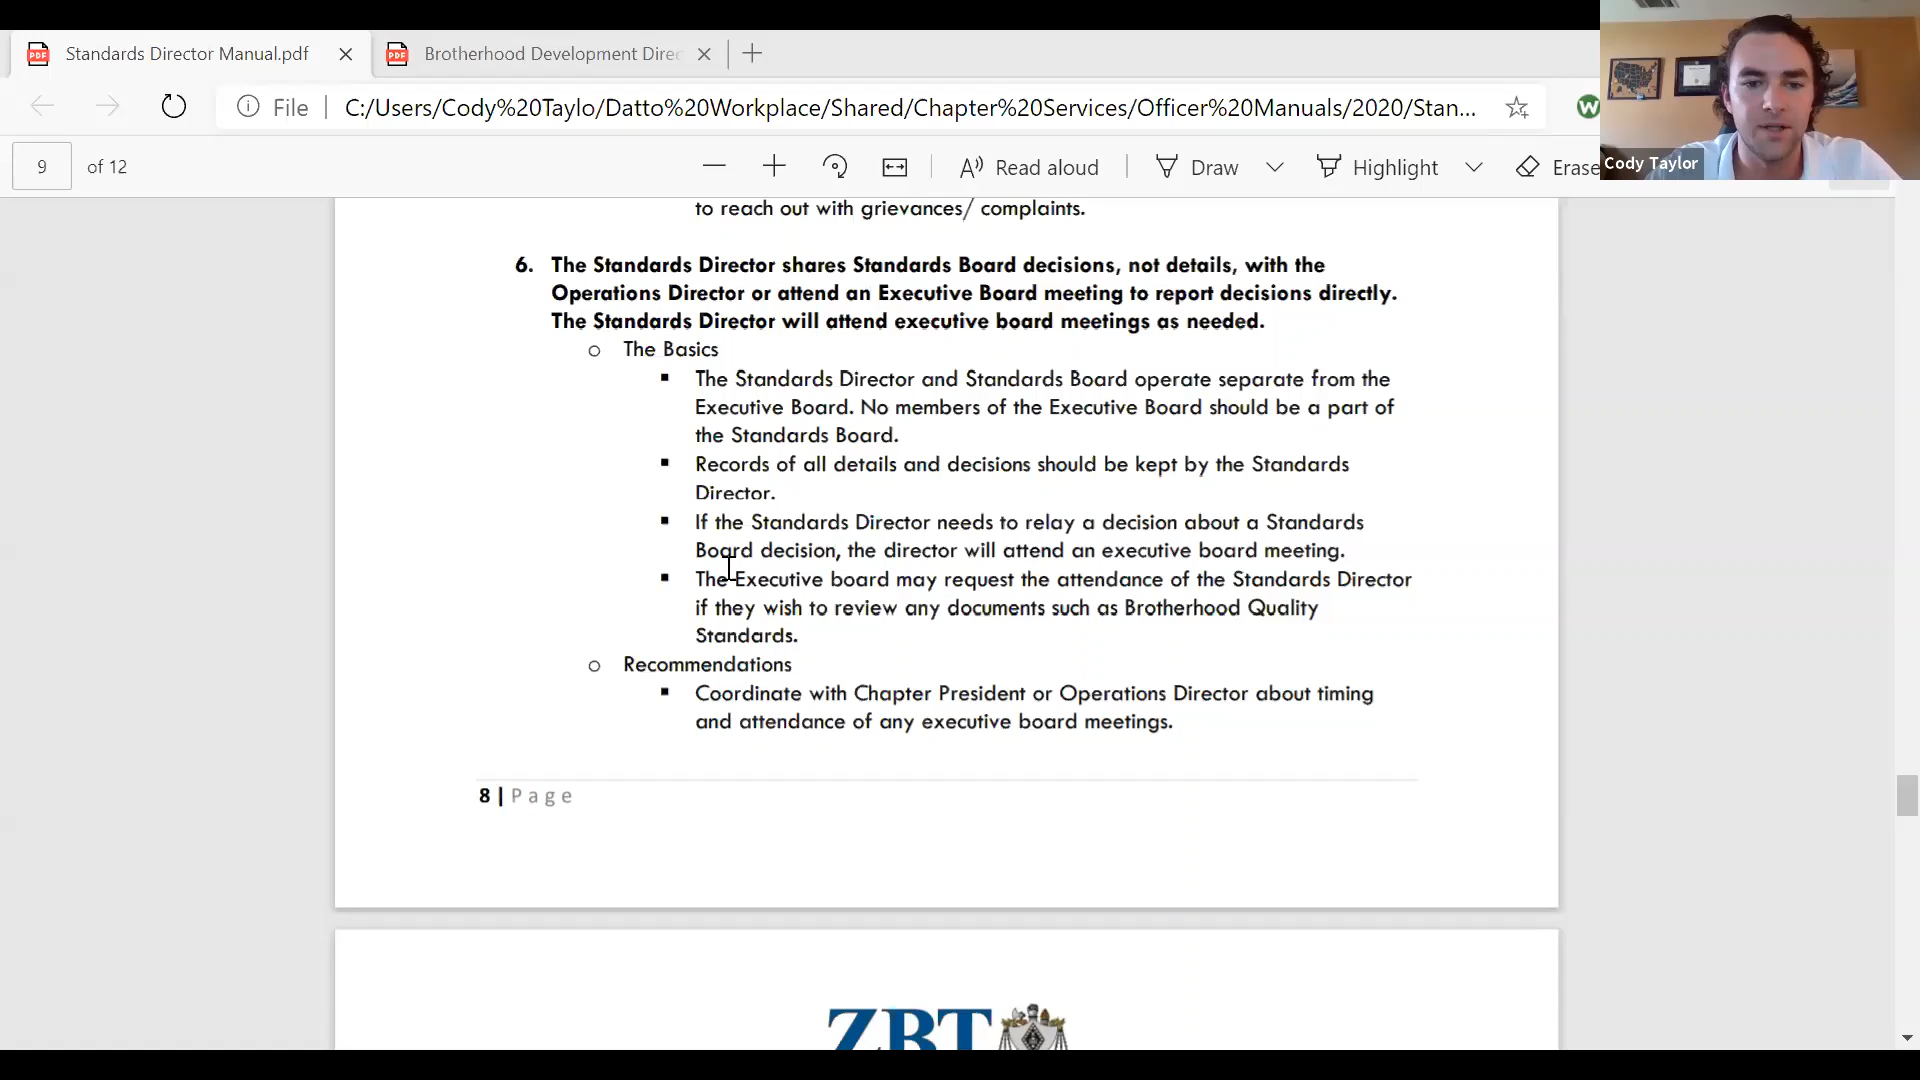 Standards Director Manual.pdf
Brotherhood Development Direc
File
C:/Users/Cody%20Taylo/Datto%20Workplace/Shared/Chapter%20Services/Officer%20Manuals/2020/Stan...
W
Cody Taylor
9 of 12
Read aloud
Draw
Highlight
Erase
to reach out with grievances/ complaints.
6. The Standards Director shares Standards Board decisions, not details, with the
Operations Director or attend an Executive Board meeting to report decisions directly.
The Standards Director will attend executive board meetings as needed.
The Basics
The Standards Director and Standards Board operate separate from the
Executive Board. No members of the Executive Board should be a part of
the Standards Board.
Records of all details and decisions should be kept by the Standards
Director.
If the Standards Director needs to relay a decision about a Standards
Board decision, the director will attend an executive board meeting.
The Executive board may request the attendance of the Standards Director
if they wish to review any documents such as Brotherhood Quality
Standards.
Recommendations
Coordinate with Chapter President or Operations Director about timing
and attendance of any executive board meetings.
8 | Page
ZBT